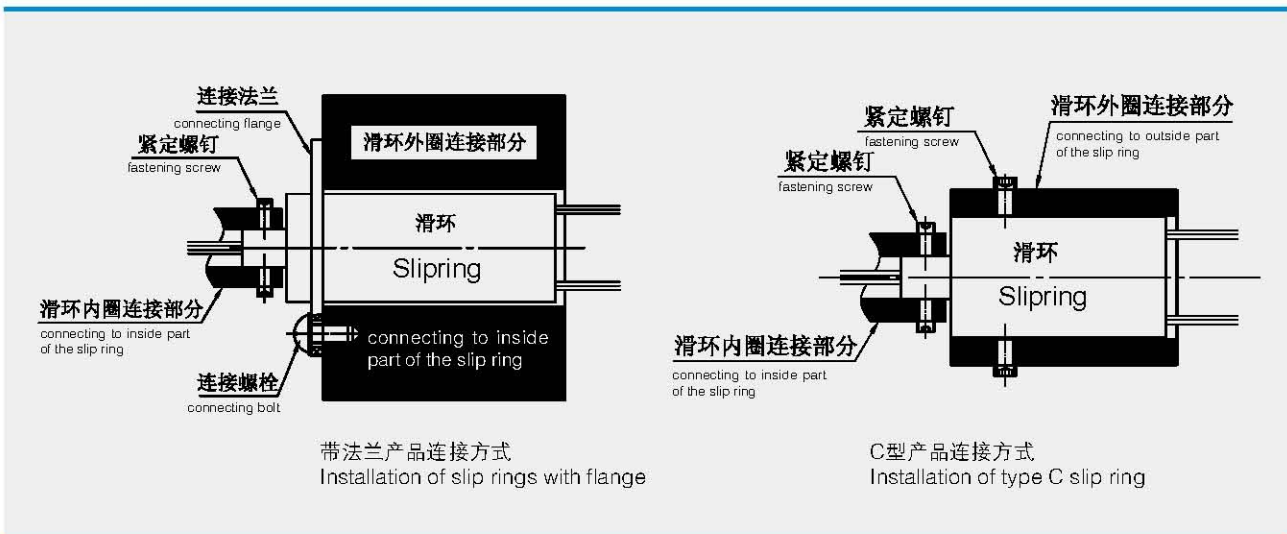 连接法兰
connecting flange
紧定螺钉
fastening screw
滑环外圈连接部分
滑环
Slipring
滑环内圈连接部分
connecting to inside part
of the slip ring
connecting to inside
part of the slip ring
连接螺栓
connecting bolt
带法兰产品连接方式
Installation of slip rings with flange
紧定螺钉
fastening screw
紧定螺钉
fastening screw
滑环外圈连接部分
connecting to outside part
of the slip ring
滑环
Slipring
滑环内圈连接部分
connecting to inside part
of the slip ring
C型产品连接方式
Installation of type C slip ring